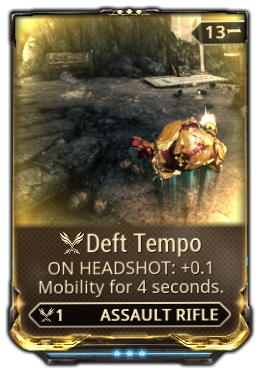 13
Deft Tempo
ON HEADSHOT: +0.1
Mobility for 4 seconds.
1 ASSAULT RIFLE